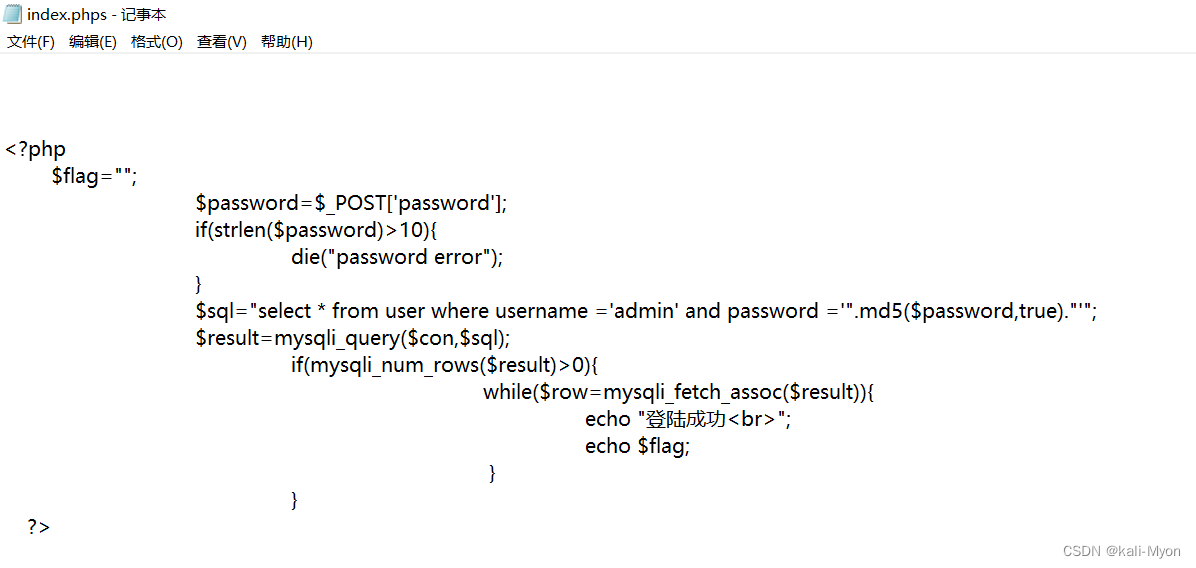 index.phps - 记事本
文件(F) 编辑(E) 格式(O) 查看(V) 帮助(H)
<?php
$flag="";
$password=$_POST['password'];
if(strlen($password)>10){
die("password error");
}
$sql="select * from user where username ='admin' and password ='".md5($password,true)."'";
$result=mysqli_query($con,$sql);
if(mysqli_num_rows($result)>0){
while($row=mysqli_fetch_assoc($result)){
echo "登陆成功<br>";
echo $flag;
}
}
?>
CSDN @kali-Myon